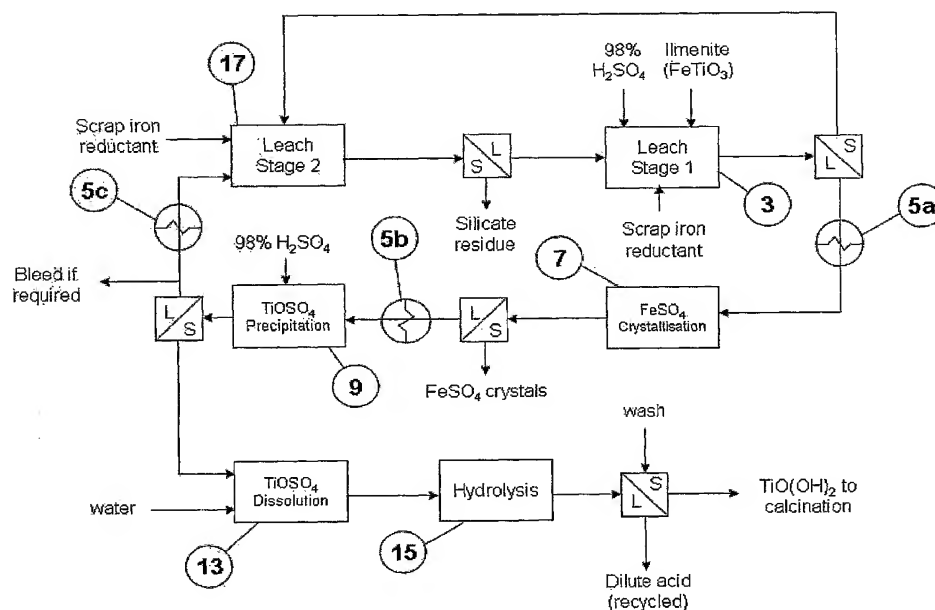 17
98%
H₂SO₄
Ilmenite
(FeTiO₃)
Scrap iron
reductant
Leach
Stage 2
L
S
Leach
Stage 1
S
L
5c
Silicate
residue
Scrap iron
reductant
3
5a
98% H₂SO₄
5b
7
Bleed if
required
L
S
TiOSO₄
Precipitation
L
S
FeSO₄
Crystallisation
9
FeSO₄ crystals
wash
TiOSO₄
Dissolution
Hydrolysis
S
L
TiO(OH)₂ to
calcination
water
13
15
Dilute acid
(recycled)